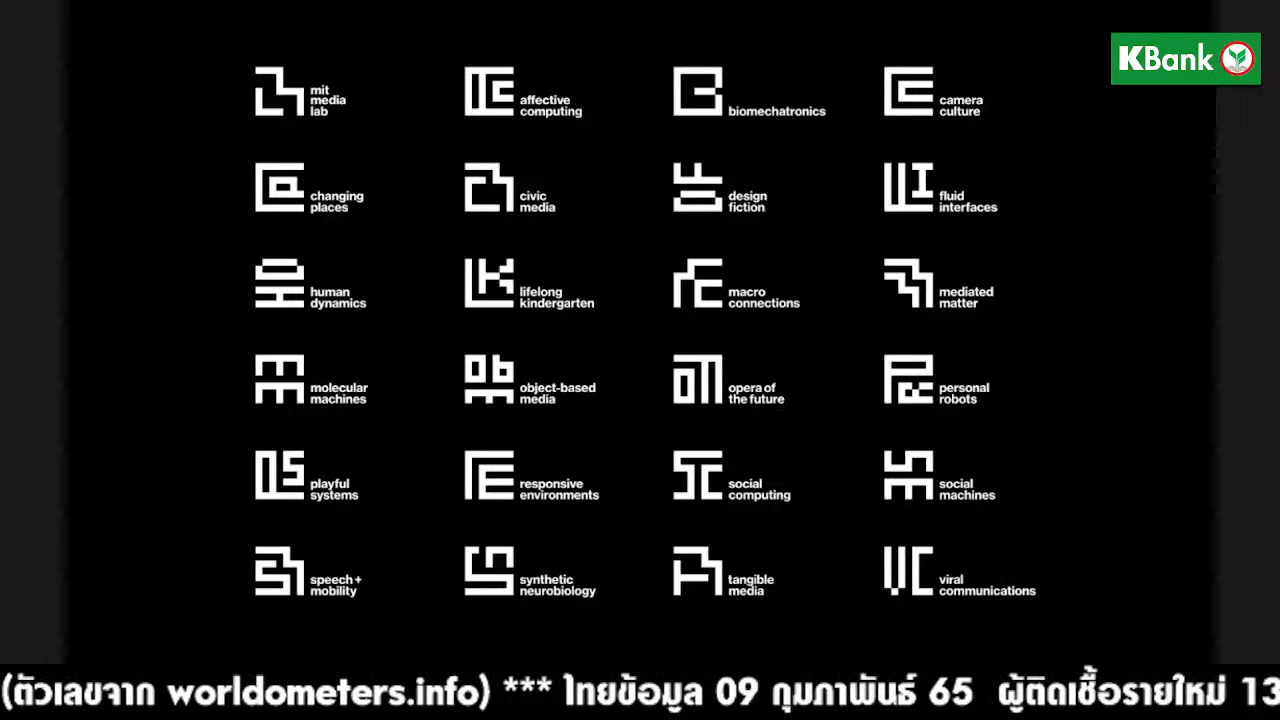 KBank
mit
media
lab
affective
computing
biomechatronics
camera
culture
changing
places
civic
media
design
fiction
fluid
interfaces
human
dynamics
lifelong
kindergarten
macro
connections
mediated
matter
molecular
machines
object-based
media
opera of
the future
personal
robots
playful
systems
responsive
environments
social
computing
social
machines
speech +
mobility
synthetic
neurobiology
tangible
media
viral
communications
(ตัวเลขจาก worldometers.info) *** ไทยข้อมูล 09 กุมภาพันธ์ 65 ผู้ติดเชื้อรายใหม่ 13